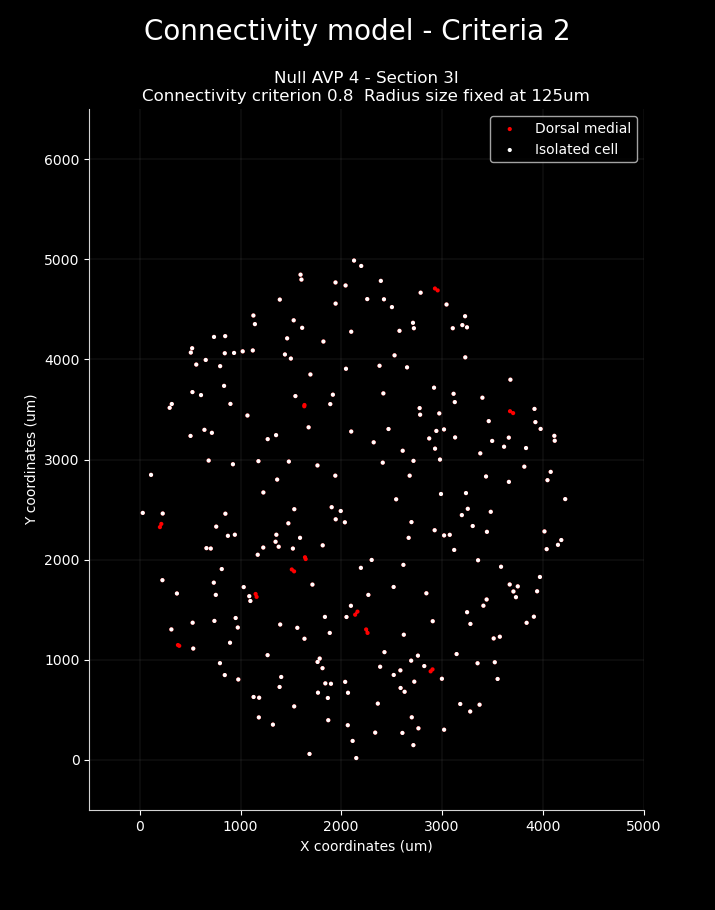 Connectivity model - Criteria 2
Null AVP 4 - Section 3l
Connectivity criterion 0.8  Radius size fixed at 125um
Dorsal medial
Isolated cell
6000
5000
4000
3000
2000
1000
0
Y coordinates (um)
0 1000 2000 3000 4000 5000
X coordinates (um)